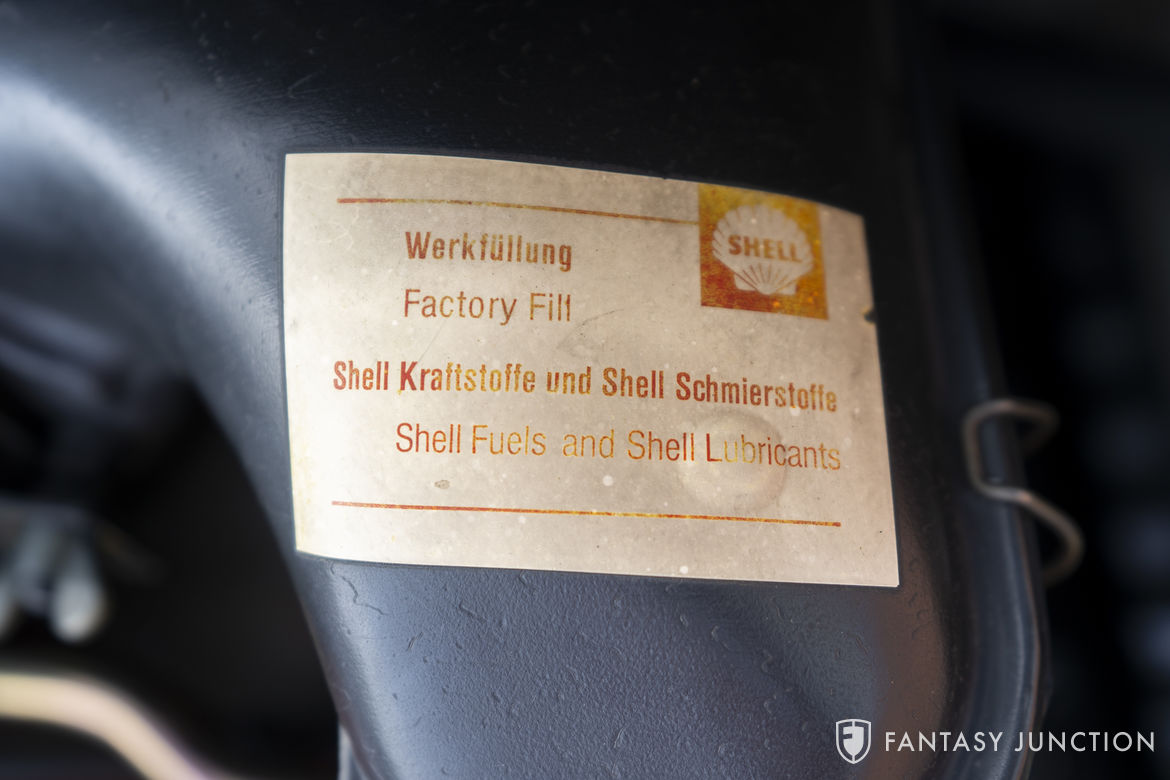 SHELL
Werkfüllung
Factory Fill
Shell Kraftstoffe und Shell Schmierstoffe
Shell Fuels and Shell Lubricants
FANTASY JUNCTION